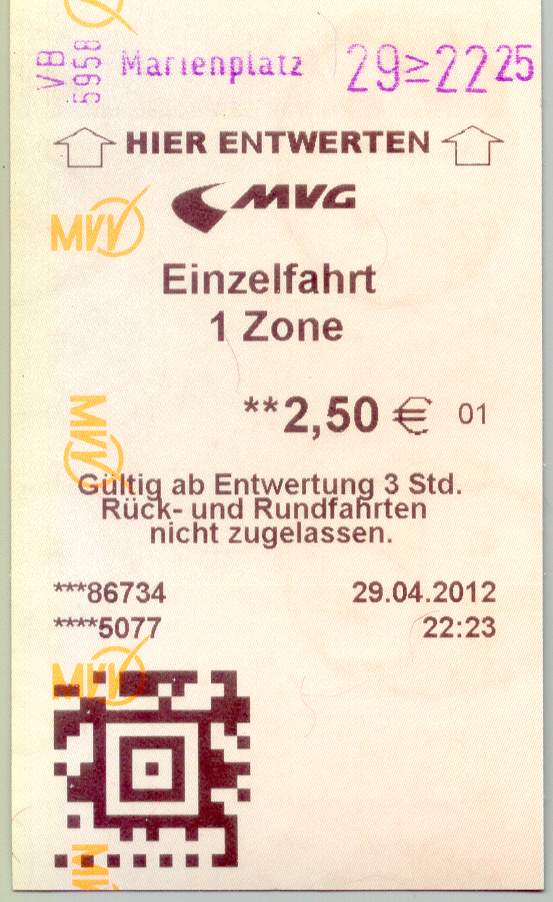 VB 5958 Marienplatz 29≥2225
HIER ENTWERTEN
MVG
MVV
Einzelfahrt
1 Zone
**2,50 € 01
MVV
Gültig ab Entwertung 3 Std.
Rück- und Rundfahrten
nicht zugelassen.
***86734 29.04.2012
****5077 22:23
MVV
MVV